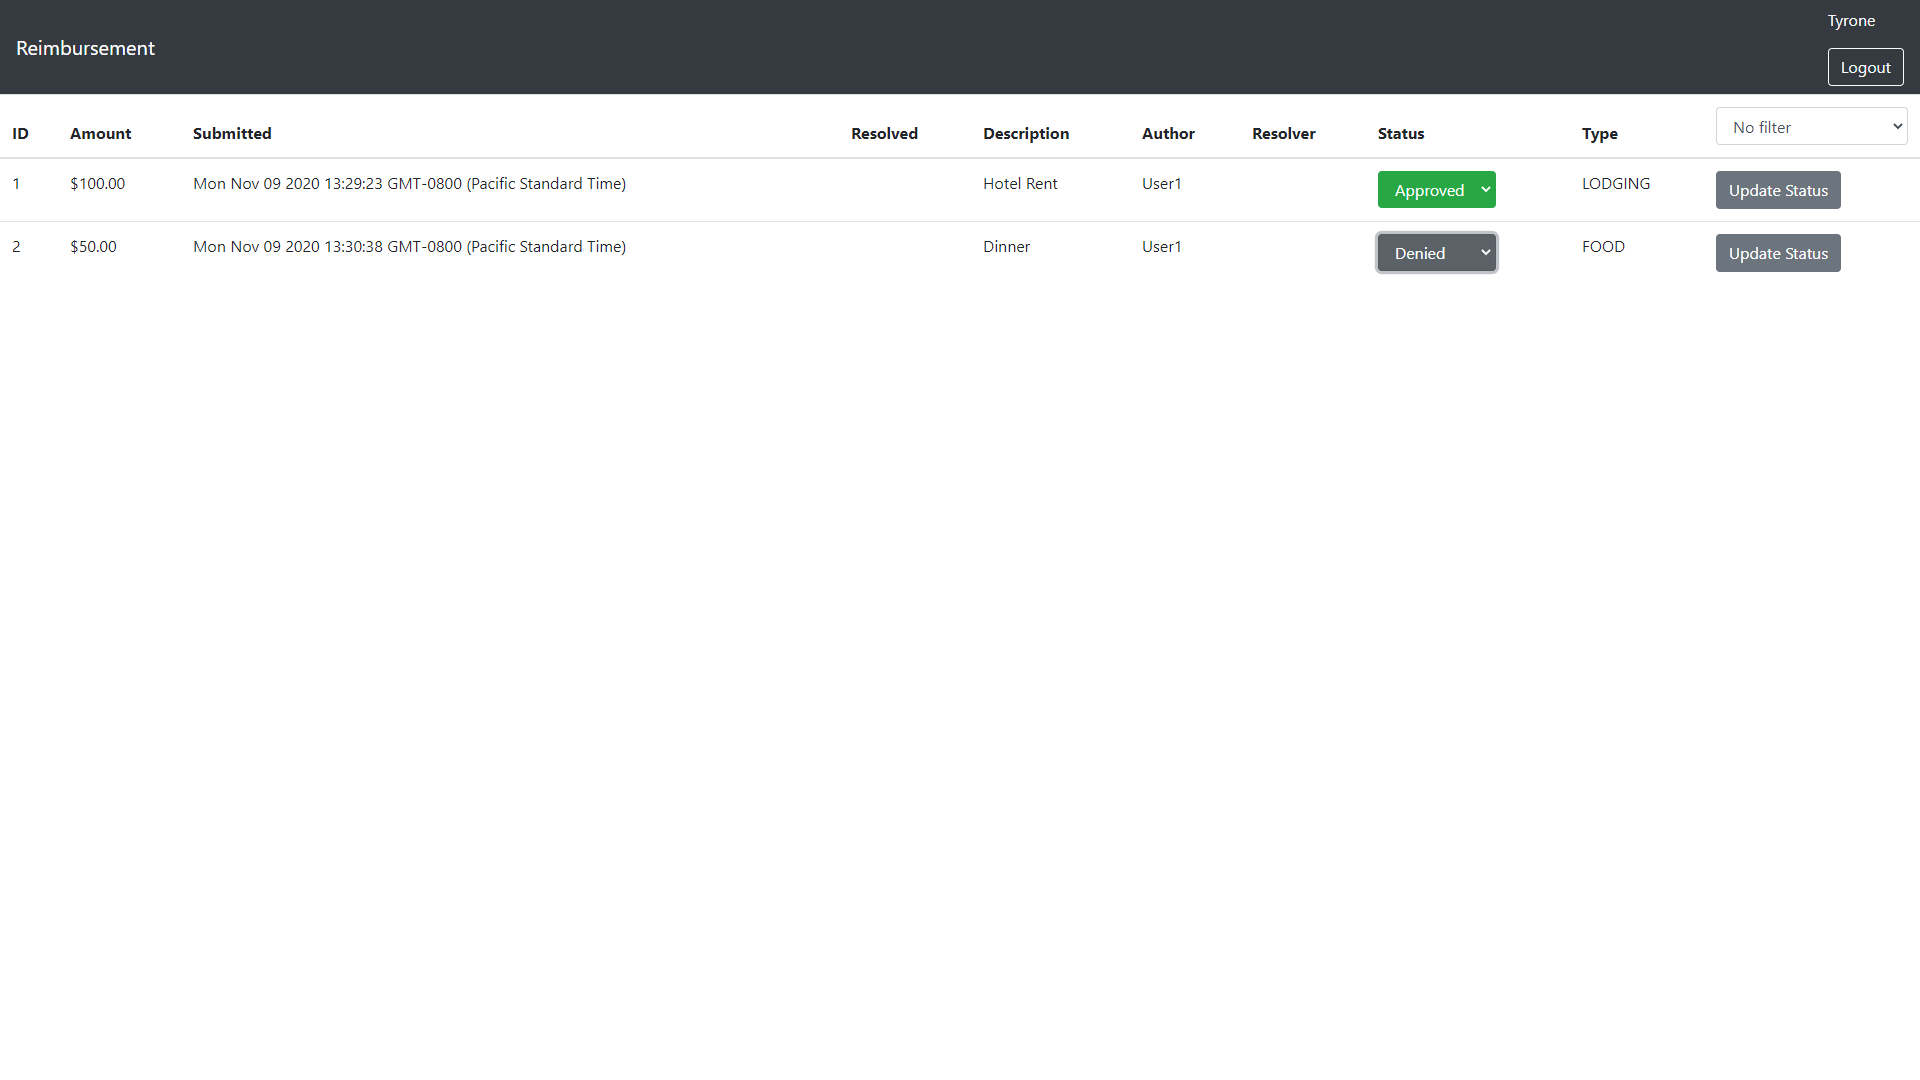 Reimbursement
Tyrone
Logout
ID Amount Submitted Resolved Description Author Resolver Status Type No filter
1 $100.00 Mon Nov 09 2020 13:29:23 GMT-0800 (Pacific Standard Time) Hotel Rent User1 Approved LODGING Update Status
2 $50.00 Mon Nov 09 2020 13:30:38 GMT-0800 (Pacific Standard Time) Dinner User1 Denied FOOD Update Status